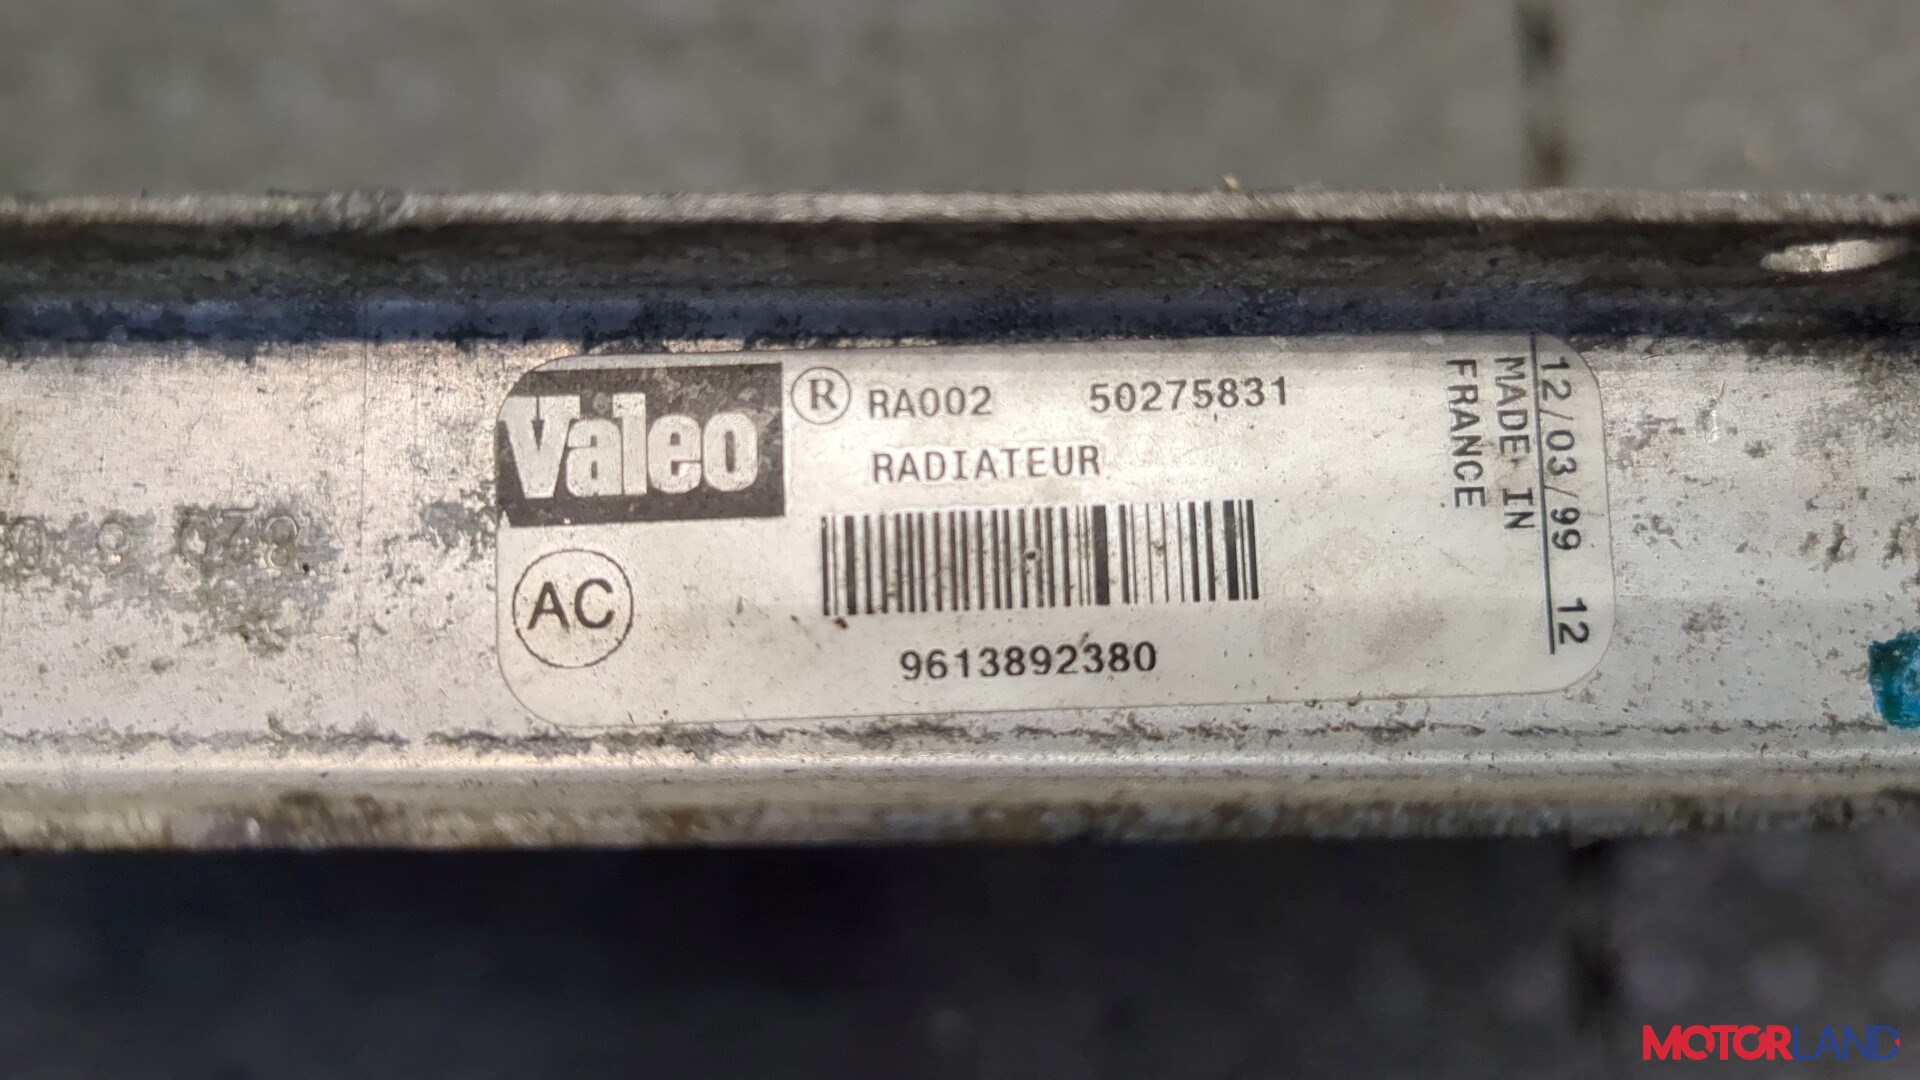 Valeo ® RA002 50275831
RADIATEUR
AC
9613892380
12/03/99 12
MADE IN
FRANCE
MOTORLAND